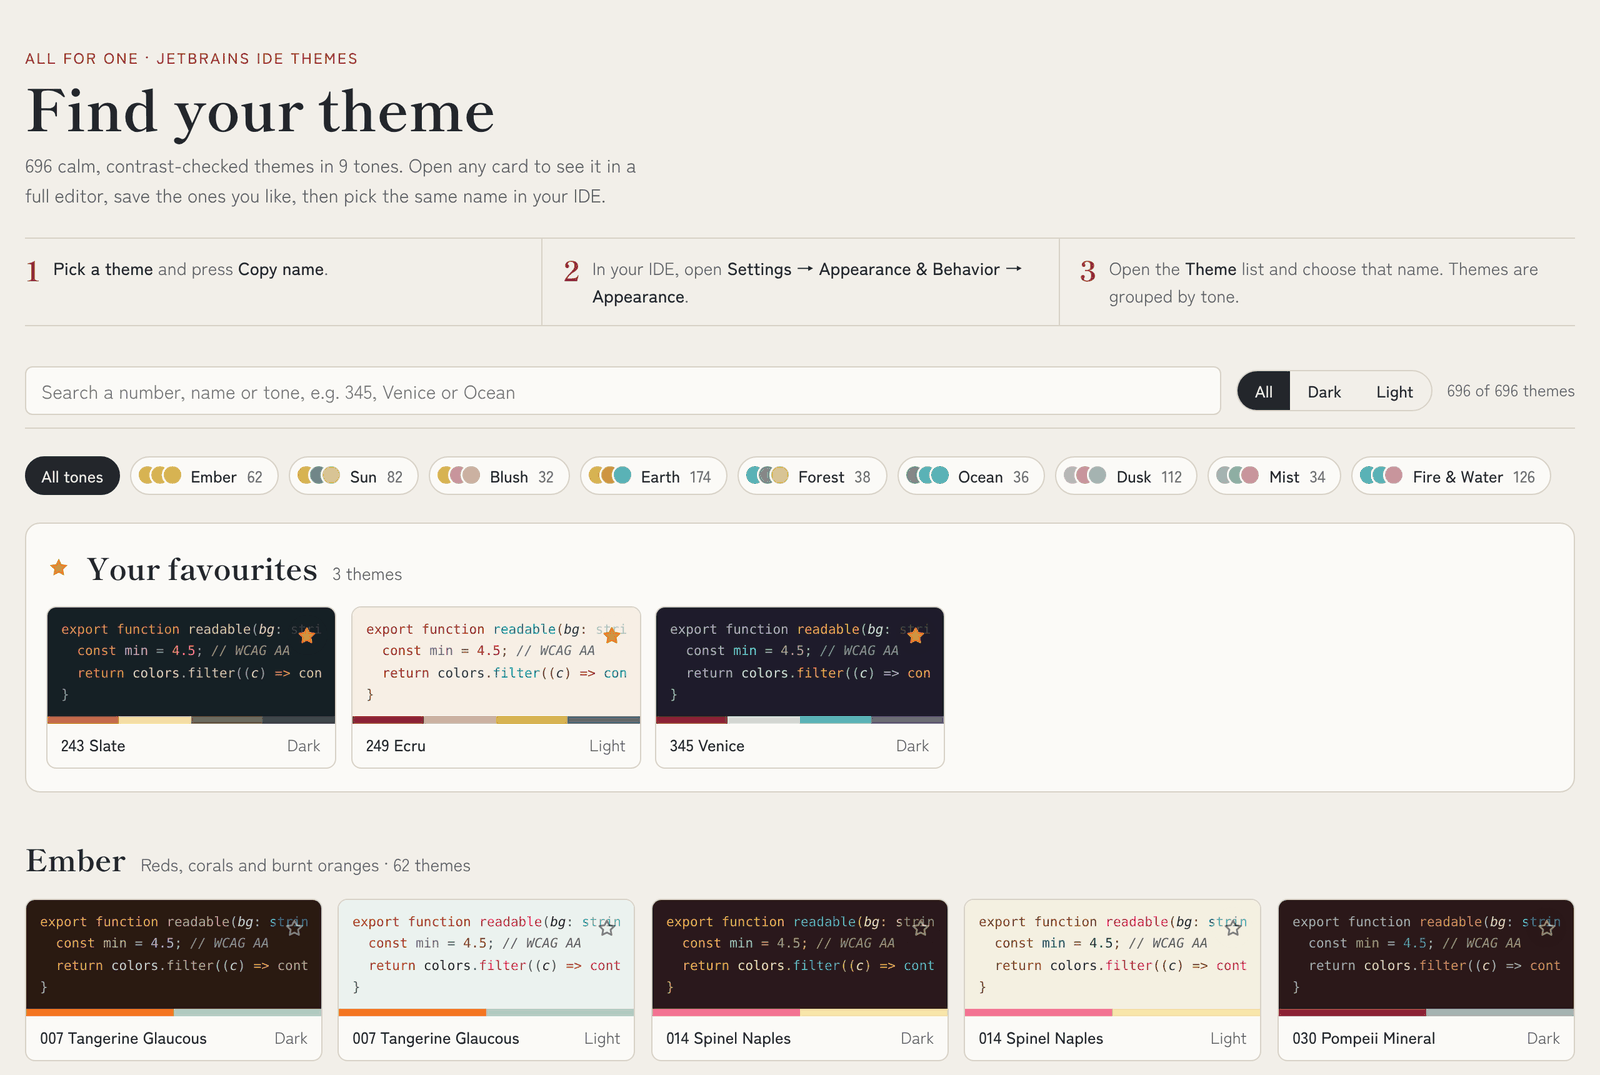 ALL FOR ONE · JETBRAINS IDE THEMES
Find your theme
696 calm, contrast-checked themes in 9 tones. Open any card to see it in a
full editor, save the ones you like, then pick the same name in your IDE.
1 Pick a theme and press Copy name.
2 In your IDE, open Settings → Appearance & Behavior →
Appearance.
3 Open the Theme list and choose that name. Themes are
grouped by tone.
Search a number, name or tone, e.g. 345, Venice or Ocean
All Dark Light 696 of 696 themes
All tones Ember 62 Sun 82 Blush 32 Earth 174 Forest 38 Ocean 36 Dusk 112 Mist 34 Fire & Water 126
Your favourites 3 themes
export function readable(bg: stri
const min = 4.5; // WCAG AA
return colors.filter((c) => con
}
243 Slate Dark
export function readable(bg: stri
const min = 4.5; // WCAG AA
return colors.filter((c) => con
}
249 Ecru Light
export function readable(bg: stri
const min = 4.5; // WCAG AA
return colors.filter((c) => con
}
345 Venice Dark
Ember Reds, corals and burnt oranges · 62 themes
export function readable(bg: strin
const min = 4.5; // WCAG AA
return colors.filter((c) => cont
}
007 Tangerine Glaucous Dark
export function readable(bg: strin
const min = 4.5; // WCAG AA
return colors.filter((c) => cont
}
007 Tangerine Glaucous Light
export function readable(bg: strin
const min = 4.5; // WCAG AA
return colors.filter((c) => cont
}
014 Spinel Naples Dark
export function readable(bg: strin
const min = 4.5; // WCAG AA
return colors.filter((c) => cont
}
014 Spinel Naples Light
export function readable(bg: strin
const min = 4.5; // WCAG AA
return colors.filter((c) => cont
}
030 Pompeii Mineral Dark